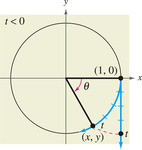 y
t < 0
(1, 0)
x
θ
t
(x, y)
t